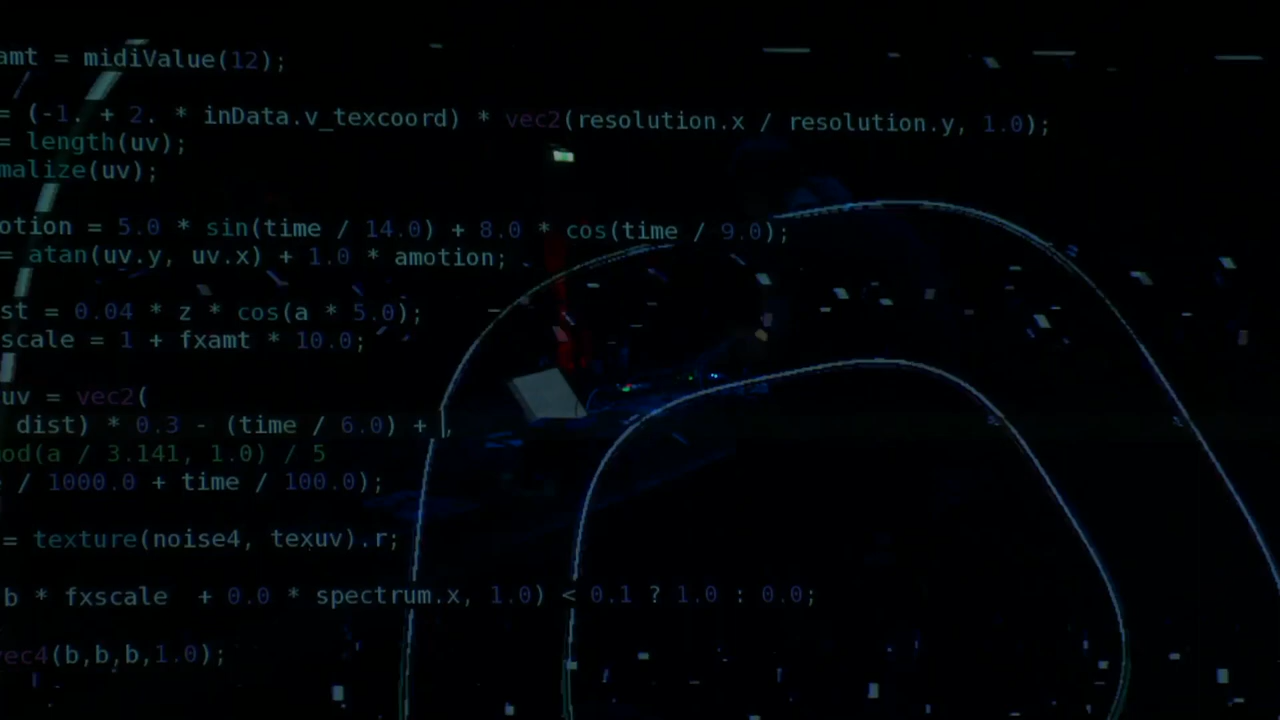 amt = midiValue(12);
= (-1. + 2. * inData.v_texcoord) * vec2(resolution.x / resolution.y, 1.0);
= length(uv);
malize(uv);
otion = 5.0 * sin(time / 14.0) + 8.0 * cos(time / 9.0);
= atan(uv.y, uv.x) + 1.0 * amotion;
st = 0.04 * z * cos(a * 5.0);
scale = 1 + fxamt * 10.0;
uv = vec2(
dist) * 0.3 - (time / 6.0) + ,
od(a / 3.141, 1.0) / 5
/ 1000.0 + time / 100.0);
= texture(noise4, texuv).r;
b * fxscale  + 0.0 * spectrum.x, 1.0) < 0.1 ? 1.0 : 0.0;
vec4(b,b,b,1.0);